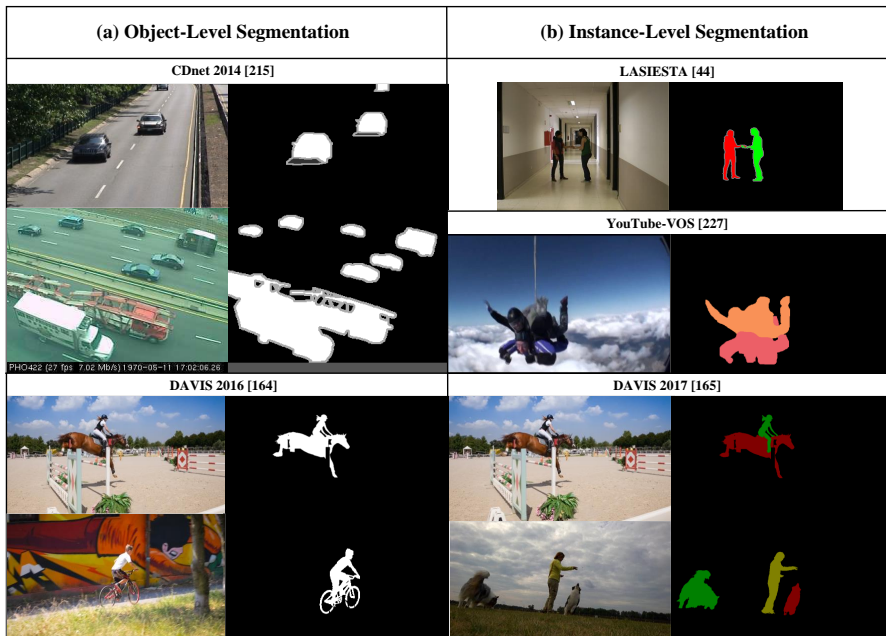 (a) Object-Level Segmentation
(b) Instance-Level Segmentation
CDnet 2014 [215]
LASIESTA [44]
YouTube-VOS [227]
PHO422 (27 fps 7.02 Mb/s) 1970-05-11 17:02:06.26
DAVIS 2016 [164]
DAVIS 2017 [165]